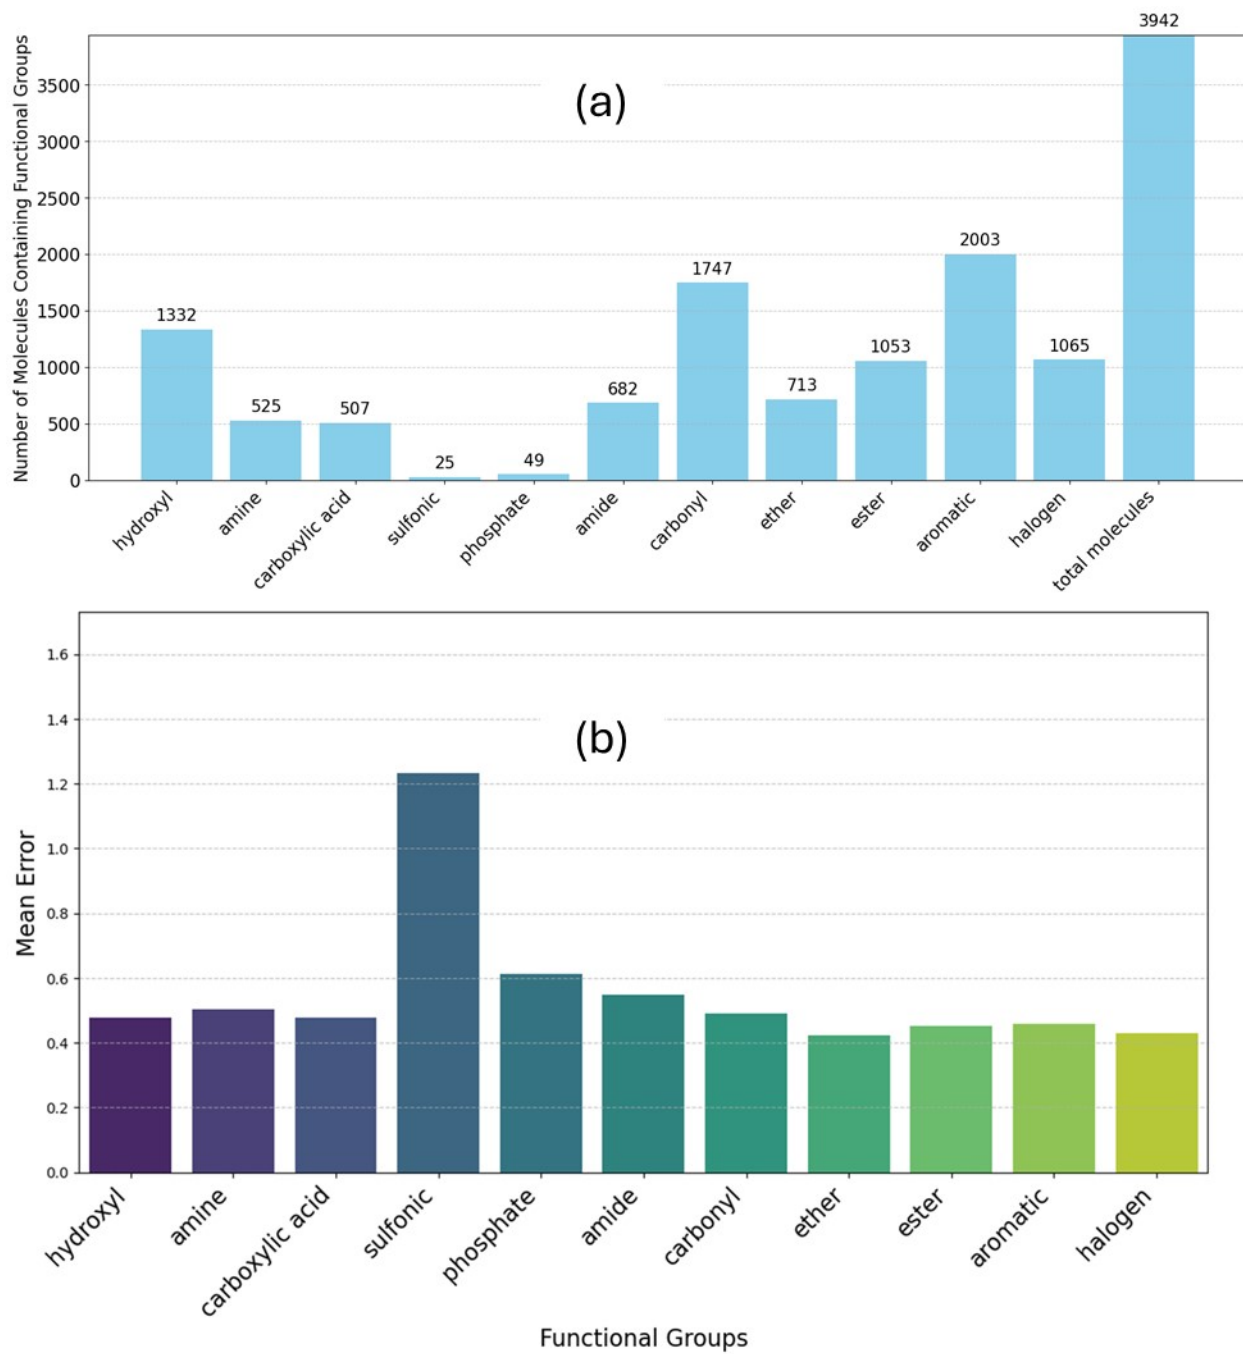 3942
(a)
Number of Molecules Containing Functional Groups
3500
3000
2500
2000
1500
1000
500
0
1332
525
507
25
49
682
1747
713
1053
2003
1065
hydroxyl
amine
carboxylic acid
sulfonic
phosphate
amide
carbonyl
ether
ester
aromatic
halogen
total molecules
(b)
Mean Error
1.6
1.4
1.2
1.0
0.8
0.6
0.4
0.2
0.0
hydroxyl
amine
carboxylic acid
sulfonic
phosphate
amide
carbonyl
ether
ester
aromatic
halogen
Functional Groups